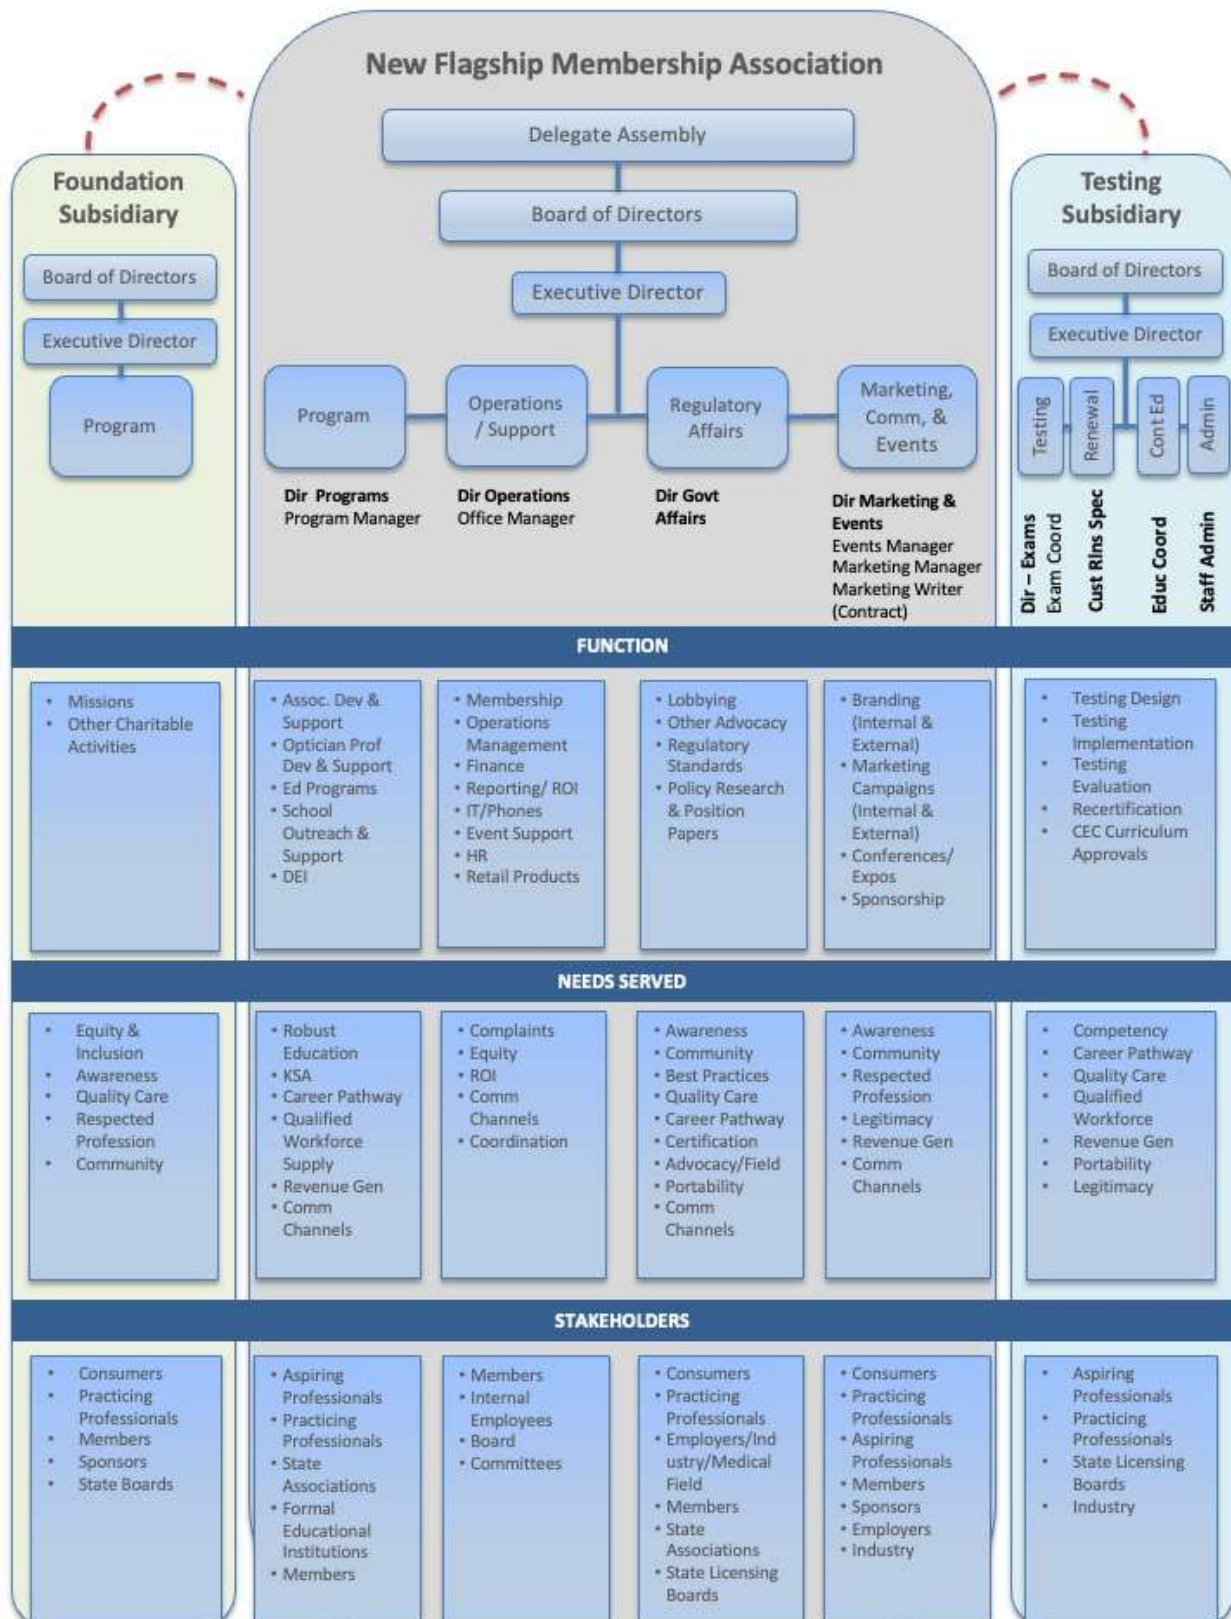 New Flagship Membership Association
Delegate Assembly
Board of Directors
Executive Director
Foundation
Subsidiary
Board of Directors
Executive Director
Program
Program
Operations
/ Support
Regulatory
Affairs
Marketing,
Comm, &
Events
Dir Programs
Program Manager
Dir Operations
Office Manager
Dir Govt
Affairs
Dir Marketing &
Events
Events Manager
Marketing Manager
Marketing Writer
(Contract)
Testing
Subsidiary
Board of Directors
Executive Director
Testing
Renewal
Cont Ed
Admin
Dir – Exams
Exam Coord
Cust Rlns Spec
Educ Coord
Staff Admin
FUNCTION
• Missions
• Other Charitable
Activities
• Assoc. Dev &
Support
• Optician Prof
Dev & Support
• Ed Programs
• School
Outreach &
Support
• DEI
• Membership
• Operations
Management
• Finance
• Reporting/ ROI
• IT/Phones
• Event Support
• HR
• Retail Products
• Lobbying
• Other Advocacy
• Regulatory
Standards
• Policy Research
& Position
Papers
• Branding
(Internal &
External)
• Marketing
Campaigns
(Internal &
External)
• Conferences/
Expos
• Sponsorship
• Testing Design
• Testing
Implementation
• Testing
Evaluation
• Recertification
• CEC Curriculum
Approvals
NEEDS SERVED
• Equity &
Inclusion
• Awareness
• Quality Care
• Respected
Profession
• Community
• Robust
Education
• KSA
• Career Pathway
• Qualified
Workforce
Supply
• Revenue Gen
• Comm
Channels
• Complaints
• Equity
• ROI
• Comm
Channels
• Coordination
• Awareness
• Community
• Best Practices
• Quality Care
• Career Pathway
• Certification
• Advocacy/Field
• Portability
• Comm
Channels
• Awareness
• Community
• Respected
Profession
• Legitimacy
• Revenue Gen
• Comm
Channels
• Competency
• Career Pathway
• Quality Care
• Qualified
Workforce
• Revenue Gen
• Portability
• Legitimacy
STAKEHOLDERS
• Consumers
• Practicing
Professionals
• Members
• Sponsors
• State Boards
• Aspiring
Professionals
• Practicing
Professionals
• State
Associations
• Formal
Educational
Institutions
• Members
• Members
• Internal
Employees
• Board
• Committees
• Consumers
• Practicing
Professionals
• Employers/Ind
ustry/Medical
Field
• Members
• State
Associations
• State Licensing
Boards
• Consumers
• Practicing
Professionals
• Aspiring
Professionals
• Members
• Sponsors
• Employers
• Industry
• Aspiring
Professionals
• Practicing
Professionals
• State Licensing
Boards
• Industry